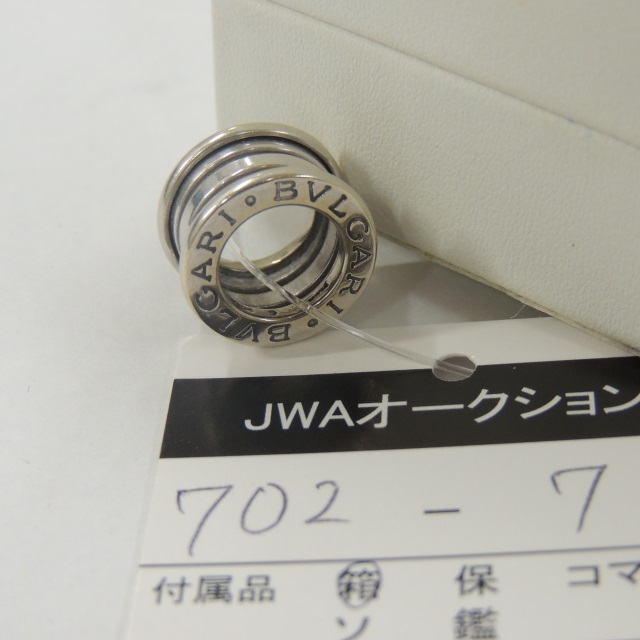 BVLGARI • BVLGARI •
JWAオークション
702 - 7
付属品 箱 保 コマ
ソ 鑑